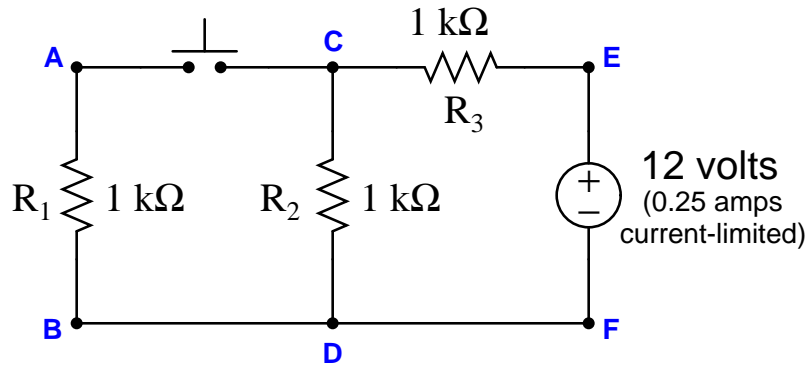 1 kΩ
A
C
E
R3
12 volts
(0.25 amps
current-limited)
R1 1 kΩ
R2 1 kΩ
+
−
B
D
F